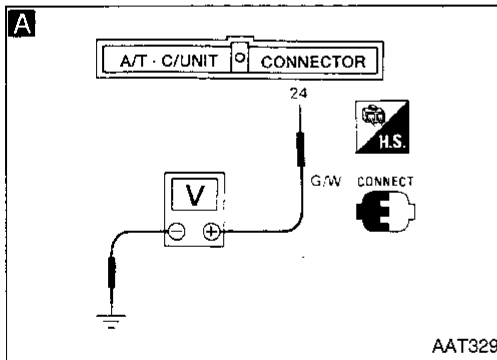 A
A/T · C/UNIT CONNECTOR
24
H.S.
G/W CONNECT
V
− +
AAT329